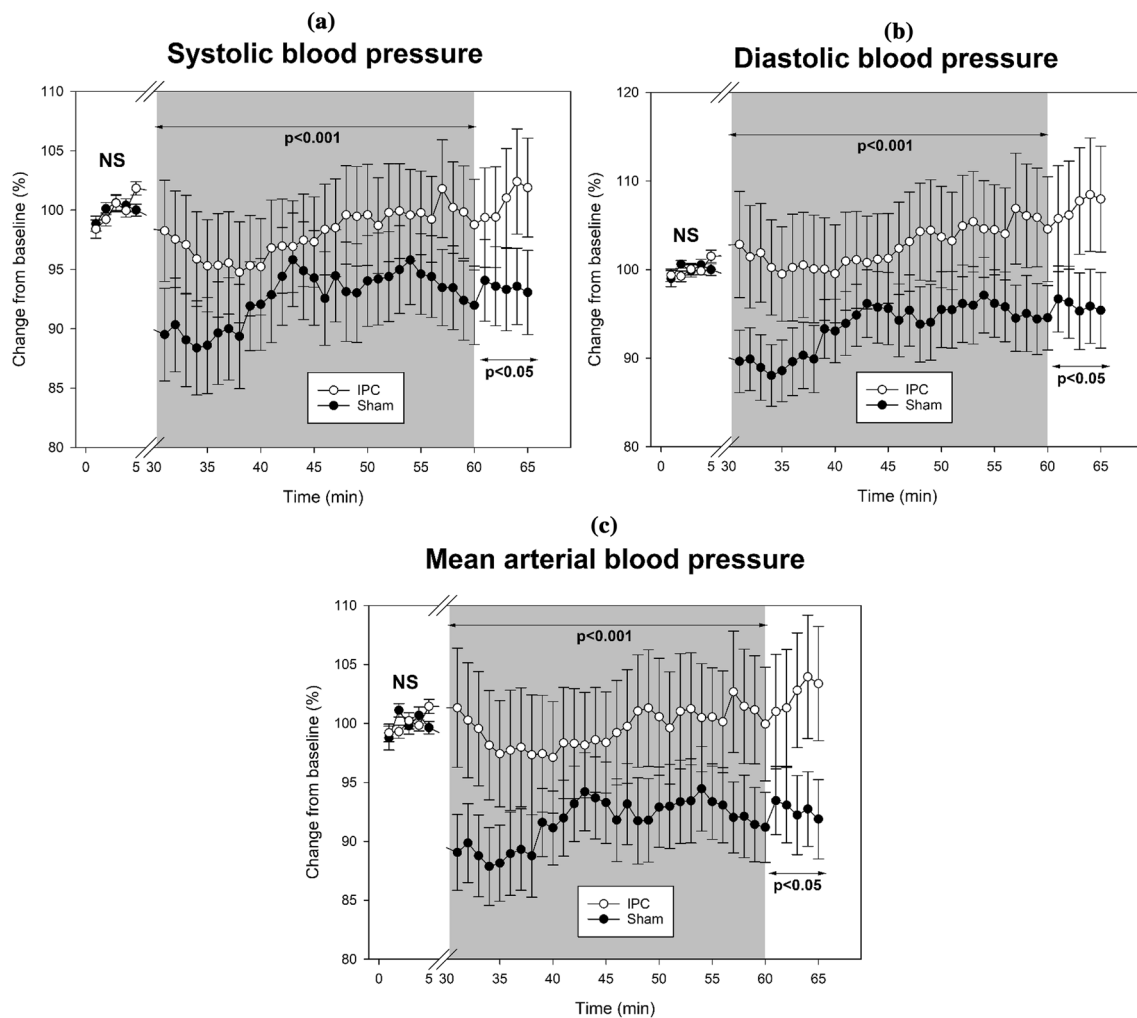 (a)
Systolic blood pressure
110
105
100
95
90
85
80
Change from baseline (%)
NS
p<0.001
p<0.05
IPC
Sham
0 5 30 35 40 45 50 55 60 65
Time (min)
(b)
Diastolic blood pressure
120
110
100
90
80
Change from baseline (%)
NS
p<0.001
p<0.05
IPC
Sham
0 5 30 35 40 45 50 55 60 65
Time (min)
(c)
Mean arterial blood pressure
110
105
100
95
90
85
80
Change from baseline (%)
NS
p<0.001
p<0.05
IPC
Sham
0 5 30 35 40 45 50 55 60 65
Time (min)